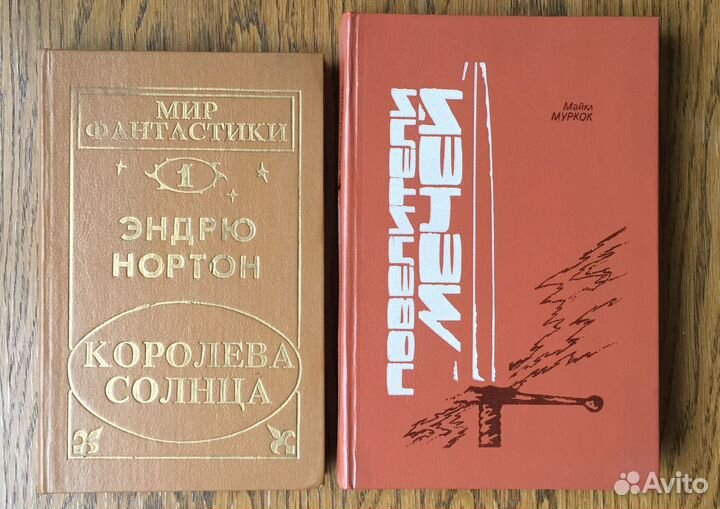 МИР
ФАНТАСТИКИ
1
ЭНДРЮ
НОРТОН
КОРОЛЕВА
СОЛНЦА
Майкл
МУРКОК
ПОВЕЛИТЕЛИ
МЕЧЕЙ
Avito